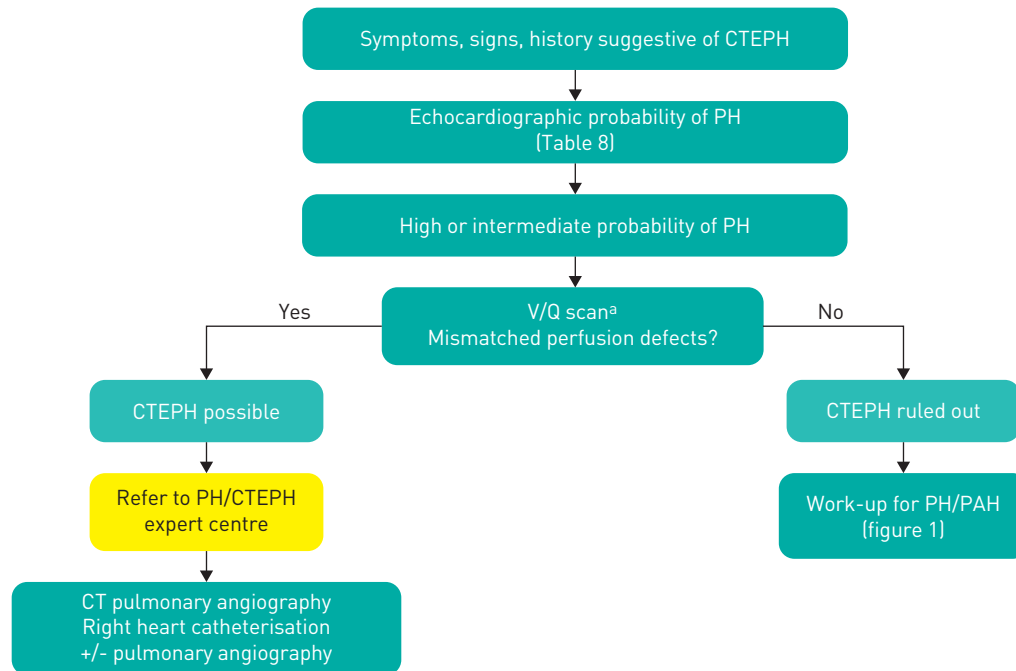 Symptoms, signs, history suggestive of CTEPH
Echocardiographic probability of PH
(Table 8)
High or intermediate probability of PH
Yes
V/Q scanª
Mismatched perfusion defects?
No
CTEPH possible
CTEPH ruled out
Refer to PH/CTEPH
expert centre
Work-up for PH/PAH
(figure 1)
CT pulmonary angiography
Right heart catheterisation
+/- pulmonary angiography